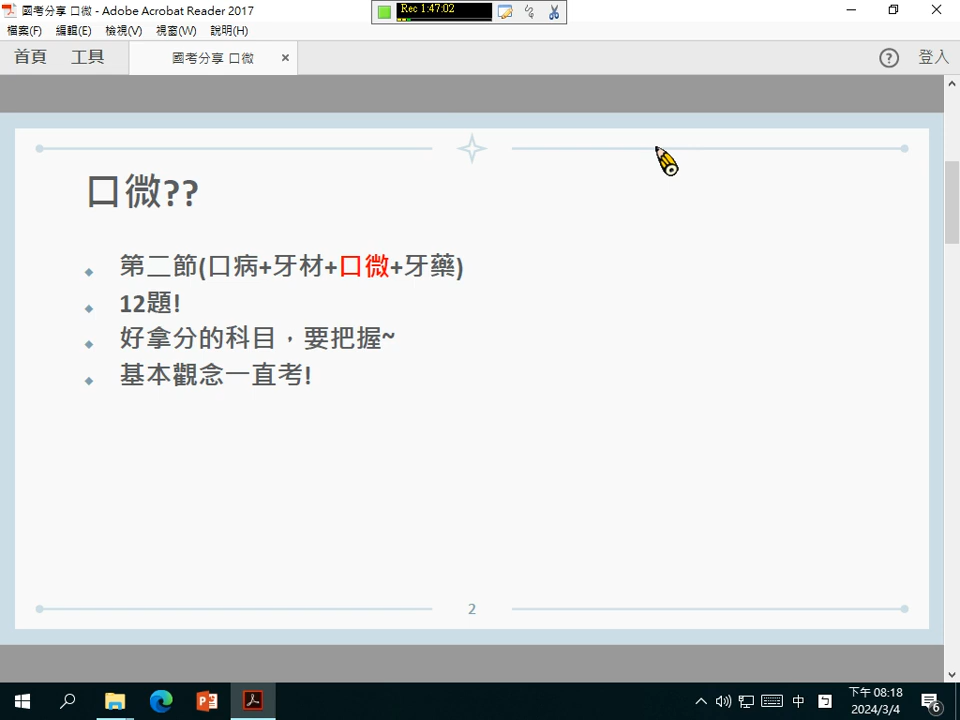 國考分享 口微 - Adobe Acrobat Reader 2017
Rec 1:47:02
檔案(F) 編輯(E) 檢視(V) 視窗(W) 說明(H)
首頁 工具 國考分享 口微 × ? 登入
口微??
第二節(口病+牙材+口微+牙藥)
12題!
好拿分的科目，要把握~
基本觀念一直考!
2
中
下午 08:18
2024/3/4
6